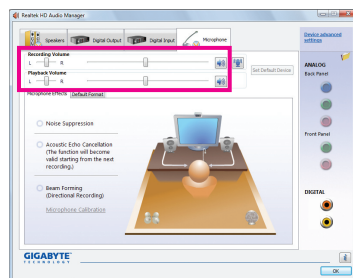 Realtek HD Audio Manager
Speakers
Digital Output
Digital Input
Microphone
Device advanced
settings
Recording Volume
L
R
Set Default Device
Playback Volume
L
R
ANALOG
Back Panel
Microphone Effects
Default Format
Noise Suppression
Acoustic Echo Cancellation
(The function will become
valid starting from the next
recording.)
Front Panel
Beam Forming
(Directional Recording)
Microphone Calibration
DIGITAL
GIGABYTE
TECHNOLOGY
OK